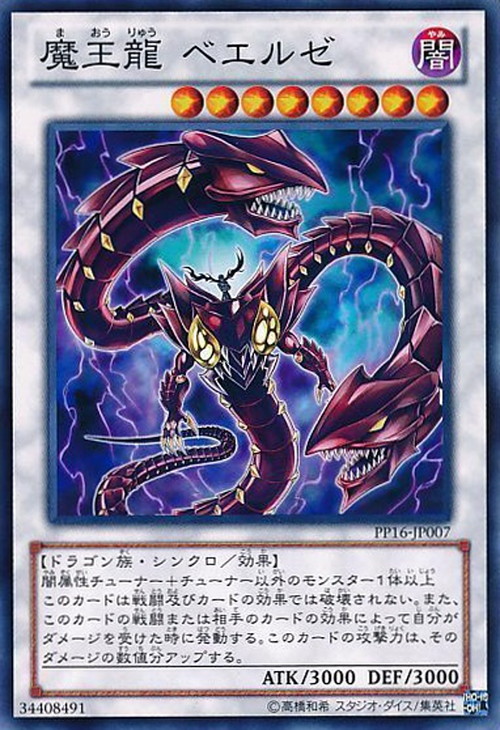 魔王龍 ベエルゼ
闇
PP16-JP007
【ドラゴン族・シンクロ／効果】
闇属性チューナー＋チューナー以外のモンスター1体以上
このカードは戦闘及びカードの効果では破壊されない。また、
このカードの戦闘または相手のカードの効果によって自分が
ダメージを受けた時に発動する。このカードの攻撃力は、その
ダメージの数値分アップする。
ATK/3000 DEF/3000
34408491 ©高橋和希 スタジオ・ダイス/集英社